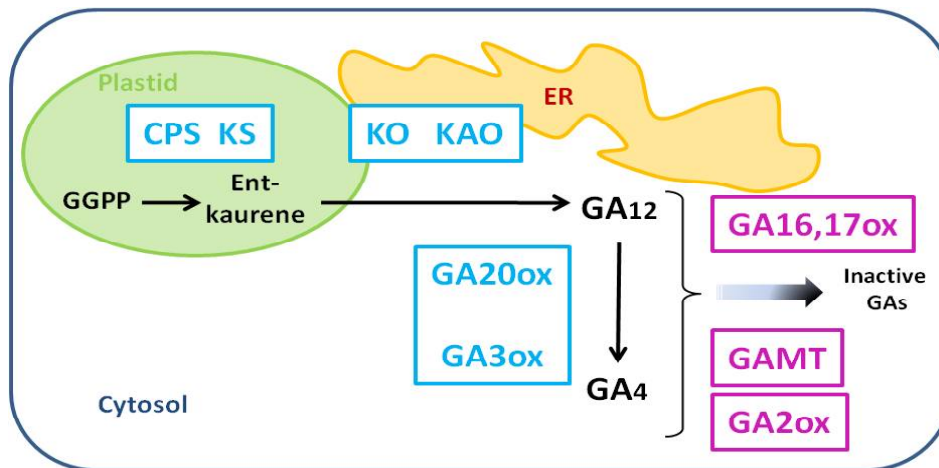 Plastid
ER
CPS KS
KO KAO
GGPP
Ent-
kaurene
GA12
GA16,17ox
GA20ox
Inactive
GAs
GA3ox
GAMT
GA4
Cytosol
GA2ox